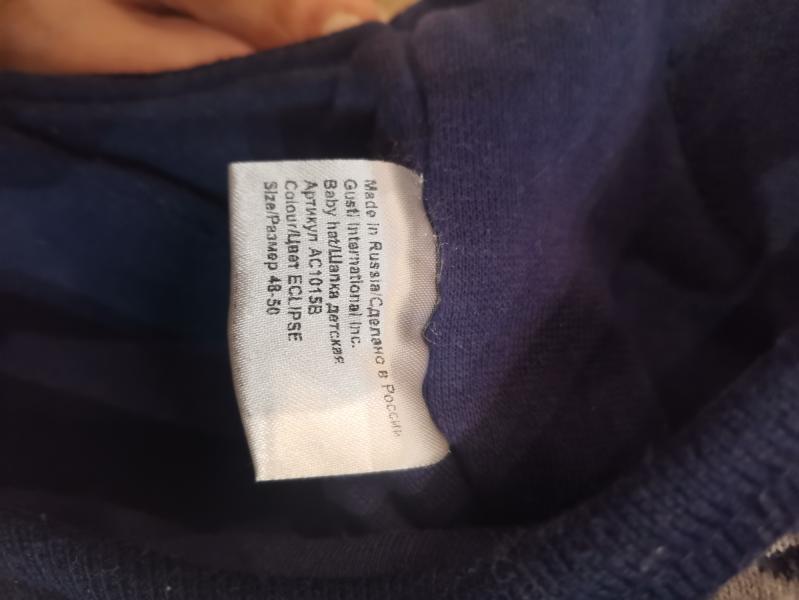 Made in Russia/Сделано в России
Gusti International Inc.
Baby hat/Шапка детская
Артикул AC1015B
Colour/Цвет ECLIPSE
Size/Размер 48-50